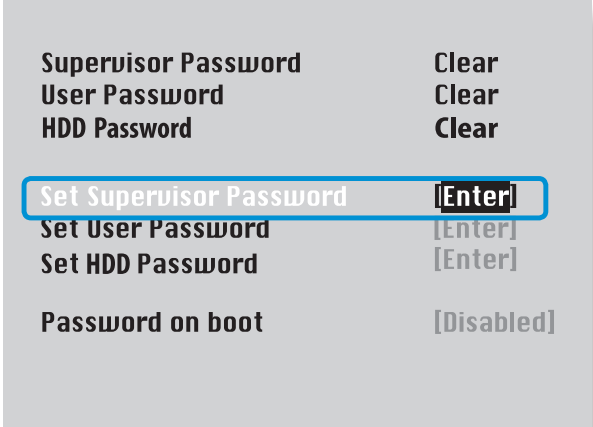 Supervisor Password Clear
User Password Clear
HDD Password Clear
Set Supervisor Password [Enter]
Set User Password [Enter]
Set HDD Password [Enter]
Password on boot [Disabled]